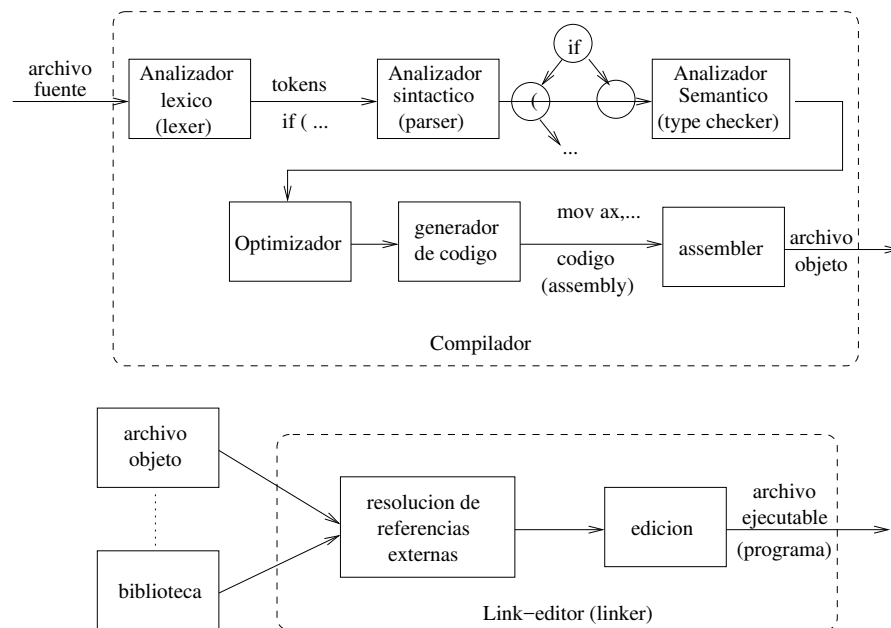 archivo
fuente
Analizador
lexico
(lexer)
tokens
if ( ...
Analizador
sintactico
(parser)
if
(
...
Analizador
Semantico
(type checker)
Optimizador
generador
de codigo
mov ax,...
codigo
(assembly)
assembler
archivo
objeto
Compilador
archivo
objeto
biblioteca
resolucion de
referencias
externas
edicion
archivo
ejecutable
(programa)
Link−editor (linker)